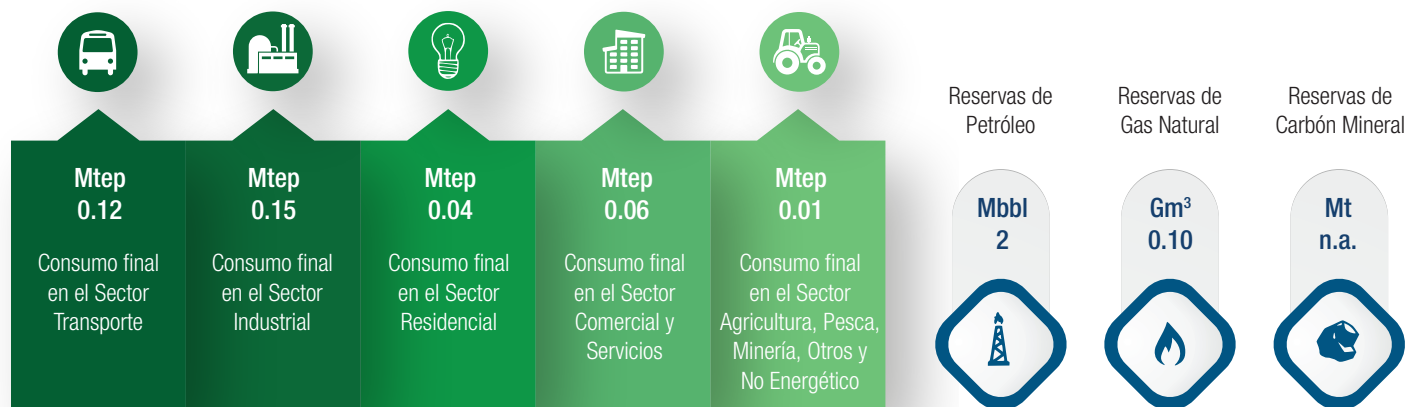 Mtep
0.12
Consumo final
en el Sector
Transporte
Mtep
0.15
Consumo final
en el Sector
Industrial
Mtep
0.04
Consumo final
en el Sector
Residencial
Mtep
0.06
Consumo final
en el Sector
Comercial y
Servicios
Mtep
0.01
Consumo final
en el Sector
Agricultura, Pesca,
Minería, Otros y
No Energético
Reservas de
Petróleo
Mbbl
2
Reservas de
Gas Natural
Gm³
0.10
Reservas de
Carbón Mineral
Mt
n.a.